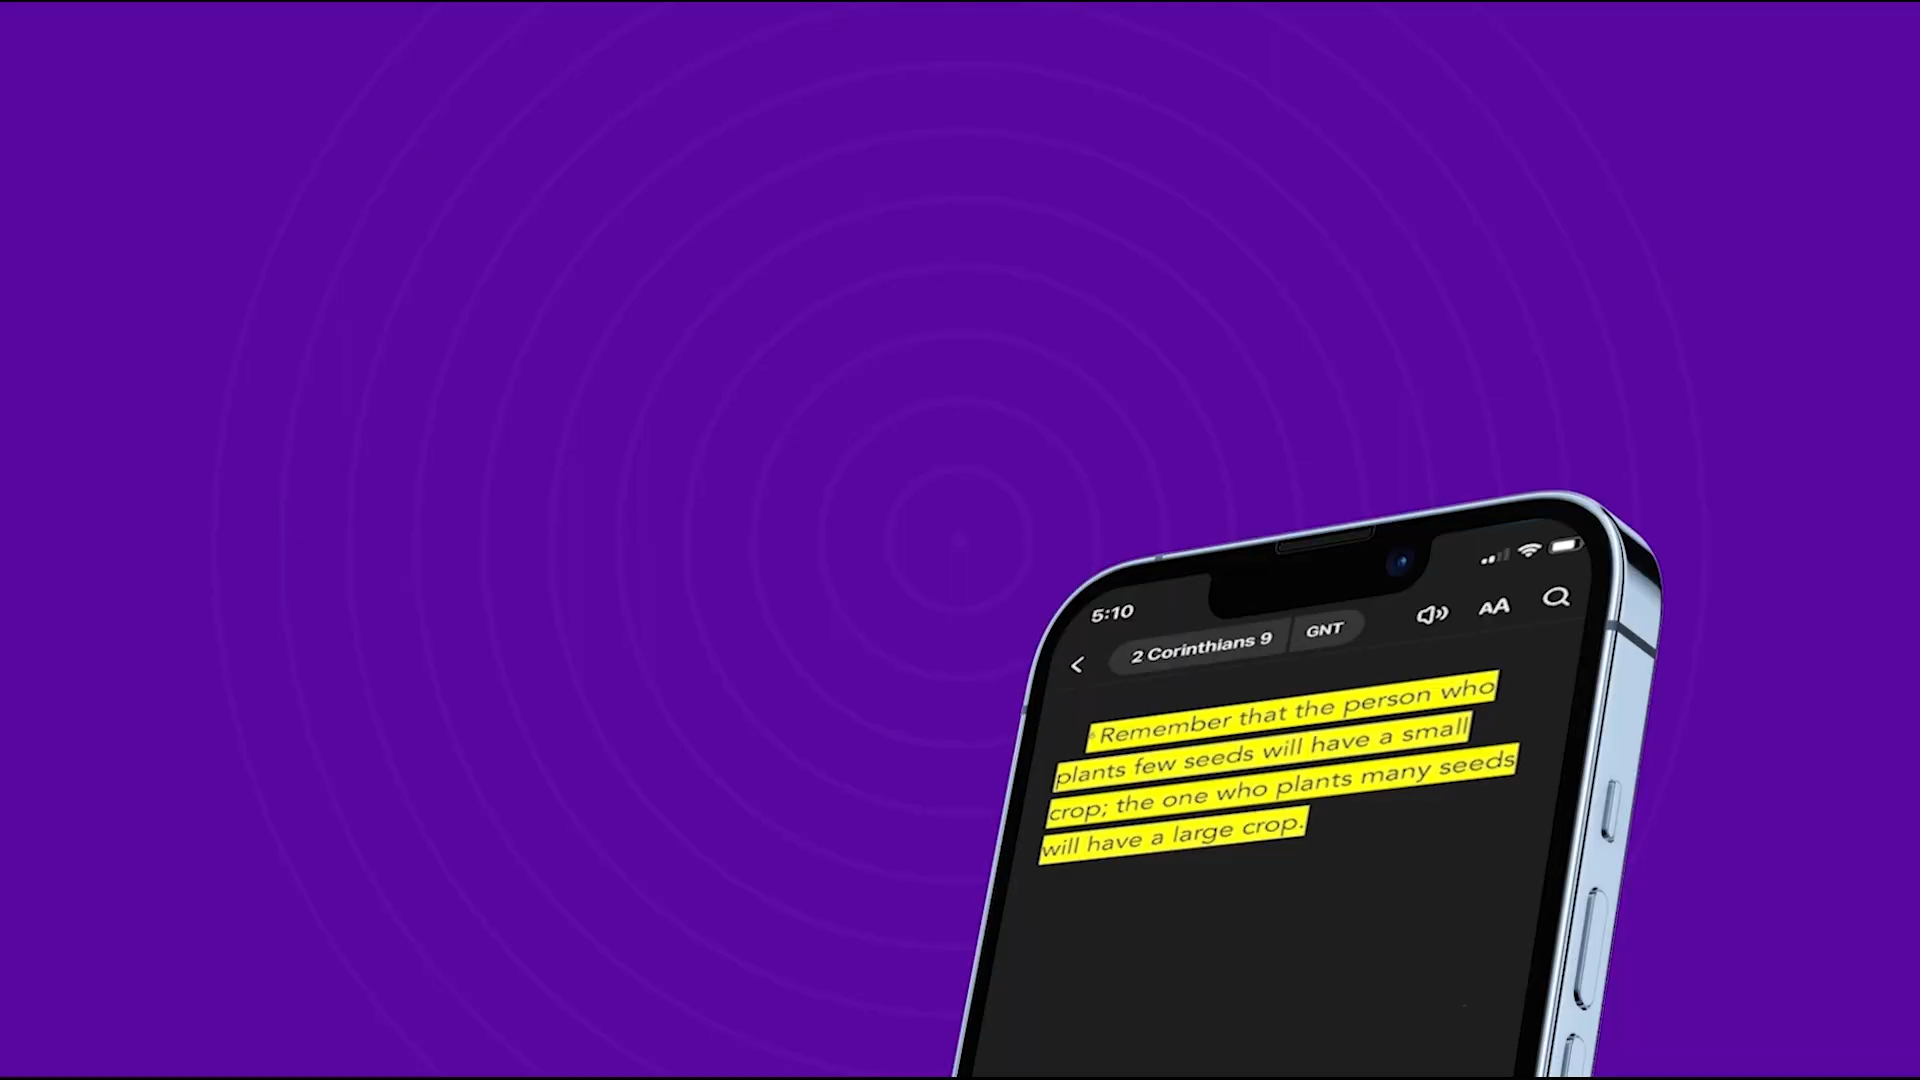 5:10
2 Corinthians 9 GNT AA
6 Remember that the person who
plants few seeds will have a small
crop; the one who plants many seeds
will have a large crop.